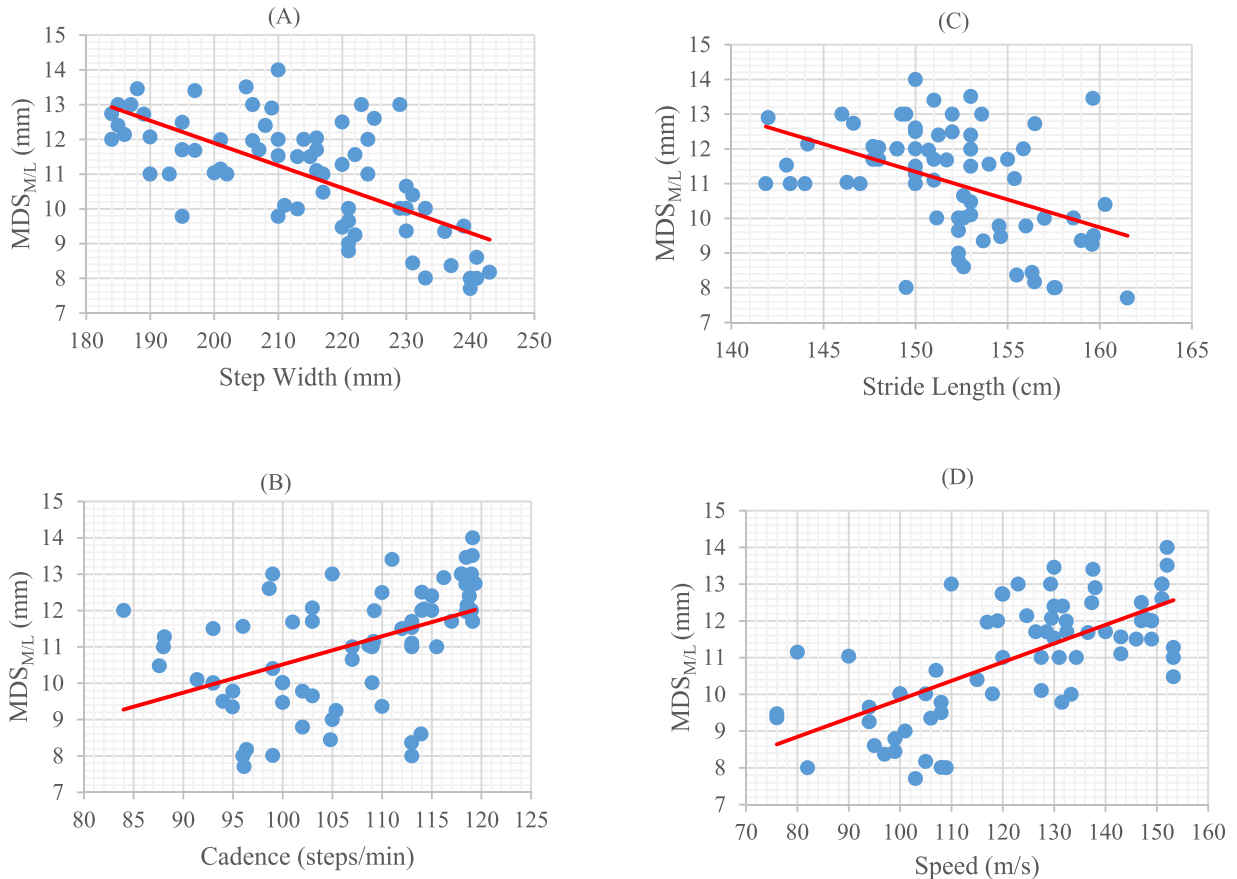 (A)
15
14
13
12
11
10
9
8
7
MDS_M/L (mm)
180 190 200 210 220 230 240 250
Step Width (mm)
(C)
15
14
13
12
11
10
9
8
7
MDS_M/L (mm)
140 145 150 155 160 165
Stride Length (cm)
(B)
15
14
13
12
11
10
9
8
7
MDS_M/L (mm)
80 85 90 95 100 105 110 115 120 125
Cadence (steps/min)
(D)
15
14
13
12
11
10
9
8
7
MDS_M/L (mm)
70 80 90 100 110 120 130 140 150 160
Speed (m/s)